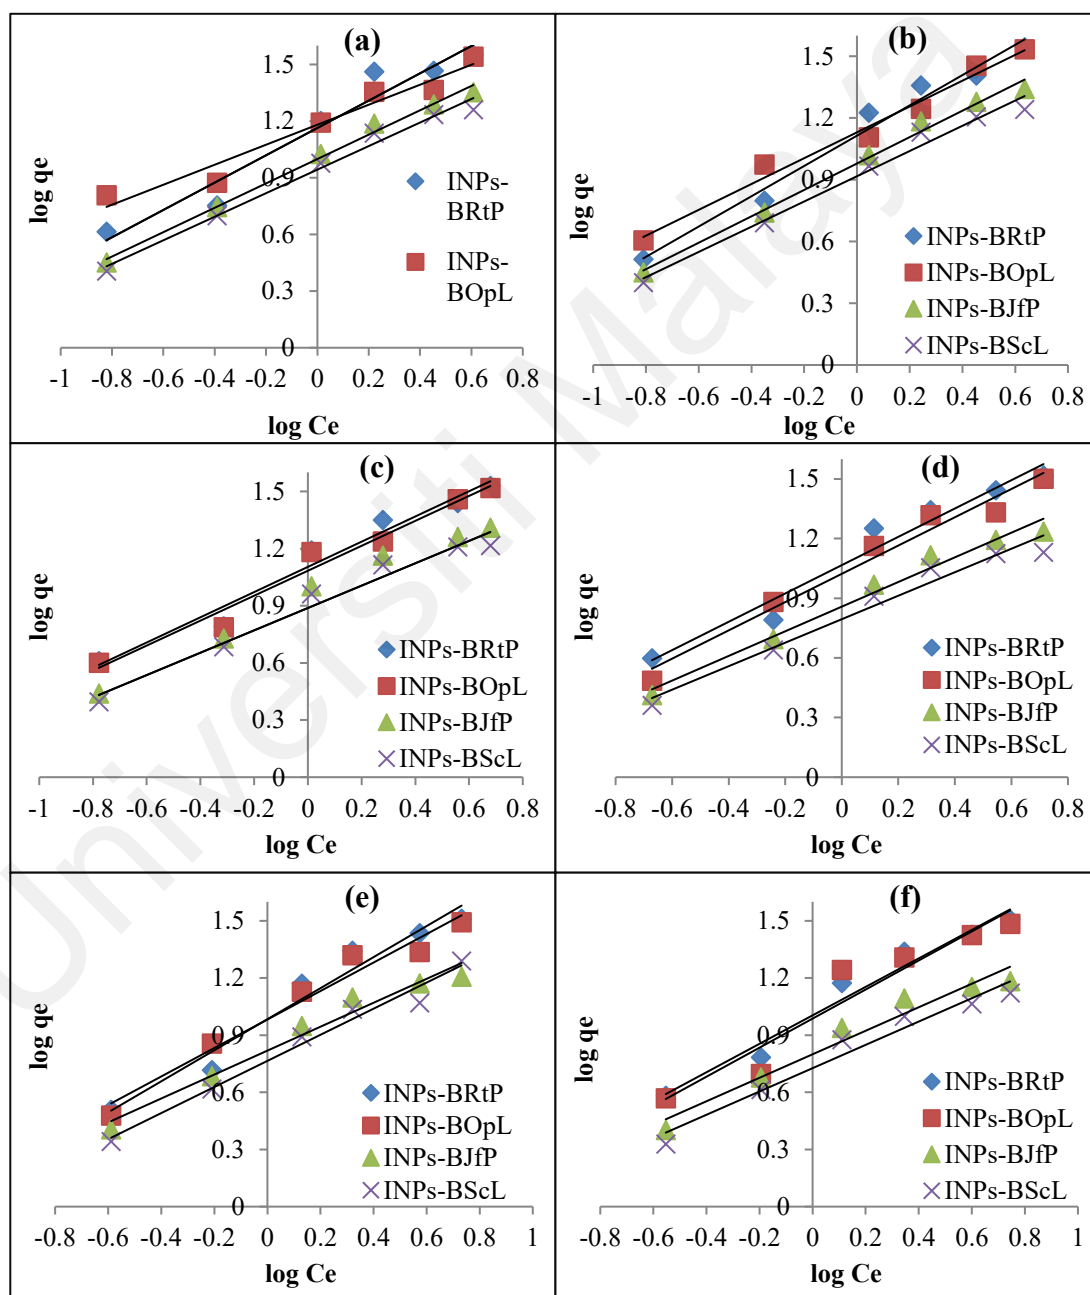 (a)
log qe
1.5
1.2
0.9
0.6
0.3
0
INPs-
BRtP
INPs-
BOpL
-1 -0.8 -0.6 -0.4 -0.2 0 0.2 0.4 0.6 0.8
log Ce
(b)
log qe
1.5
1.2
0.9
0.6
0.3
0
INPs-BRtP
INPs-BOpL
INPs-BJfP
INPs-BScL
-1 -0.8 -0.6 -0.4 -0.2 0 0.2 0.4 0.6 0.8
log Ce
(c)
log qe
1.5
1.2
0.9
0.6
0.3
0
INPs-BRtP
INPs-BOpL
INPs-BJfP
INPs-BScL
-1 -0.8 -0.6 -0.4 -0.2 0 0.2 0.4 0.6 0.8
log Ce
(d)
log qe
1.5
1.2
0.9
0.6
0.3
0
INPs-BRtP
INPs-BOpL
INPs-BJfP
INPs-BScL
-0.8 -0.6 -0.4 -0.2 0 0.2 0.4 0.6 0.8
log Ce
(e)
log qe
1.5
1.2
0.9
0.6
0.3
0
INPs-BRtP
INPs-BOpL
INPs-BJfP
INPs-BScL
-0.8 -0.6 -0.4 -0.2 0 0.2 0.4 0.6 0.8 1
log Ce
(f)
log qe
1.5
1.2
0.9
0.6
0.3
0
INPs-BRtP
INPs-BOpL
INPs-BJfP
INPs-BScL
-0.8 -0.6 -0.4 -0.2 0 0.2 0.4 0.6 0.8 1
log Ce
Universiti Malaya